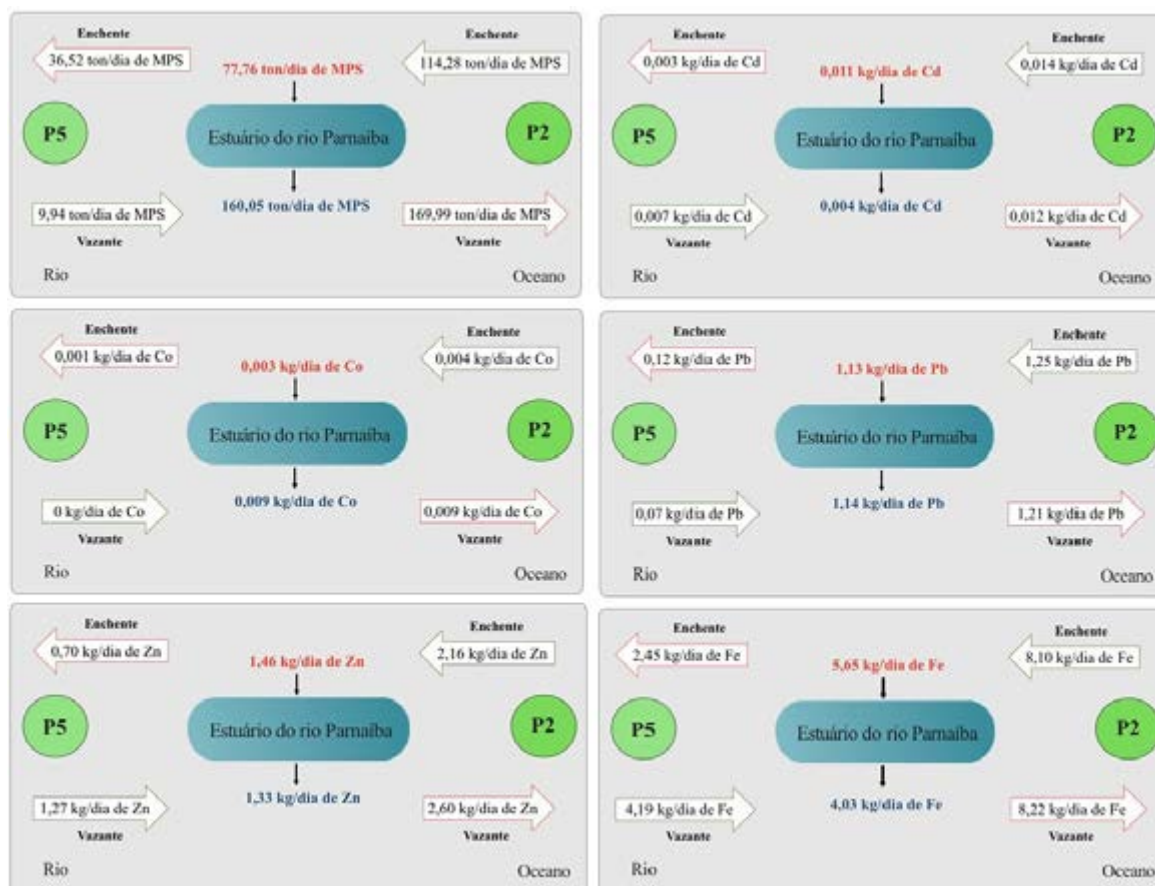 Enchente
36,52 ton/dia de MPS
77,76 ton/dia de MPS
Enchente
114,28 ton/dia de MPS
P5
Estuário do rio Parnaíba
P2
9,94 ton/dia de MPS
Vazante
160,05 ton/dia de MPS
169,99 ton/dia de MPS
Vazante
Rio
Oceano
Enchente
0,003 kg/dia de Cd
0,011 kg/dia de Cd
Enchente
0,014 kg/dia de Cd
P5
Estuário do rio Parnaíba
P2
0,007 kg/dia de Cd
Vazante
0,004 kg/dia de Cd
0,012 kg/dia de Cd
Vazante
Rio
Oceano
Enchente
0,001 kg/dia de Co
0,003 kg/dia de Co
Enchente
0,004 kg/dia de Co
P5
Estuário do rio Parnaíba
P2
0 kg/dia de Co
Vazante
0,009 kg/dia de Co
0,009 kg/dia de Co
Vazante
Rio
Oceano
Enchente
0,12 kg/dia de Pb
1,13 kg/dia de Pb
Enchente
1,25 kg/dia de Pb
P5
Estuário do rio Parnaíba
P2
0,07 kg/dia de Pb
Vazante
1,14 kg/dia de Pb
1,21 kg/dia de Pb
Vazante
Rio
Oceano
Enchente
0,70 kg/dia de Zn
1,46 kg/dia de Zn
Enchente
2,16 kg/dia de Zn
P5
Estuário do rio Parnaíba
P2
1,27 kg/dia de Zn
Vazante
1,33 kg/dia de Zn
2,60 kg/dia de Zn
Vazante
Rio
Oceano
Enchente
2,45 kg/dia de Fe
5,65 kg/dia de Fe
Enchente
8,10 kg/dia de Fe
P5
Estuário do rio Parnaíba
P2
4,19 kg/dia de Fe
Vazante
4,03 kg/dia de Fe
8,22 kg/dia de Fe
Vazante
Rio
Oceano